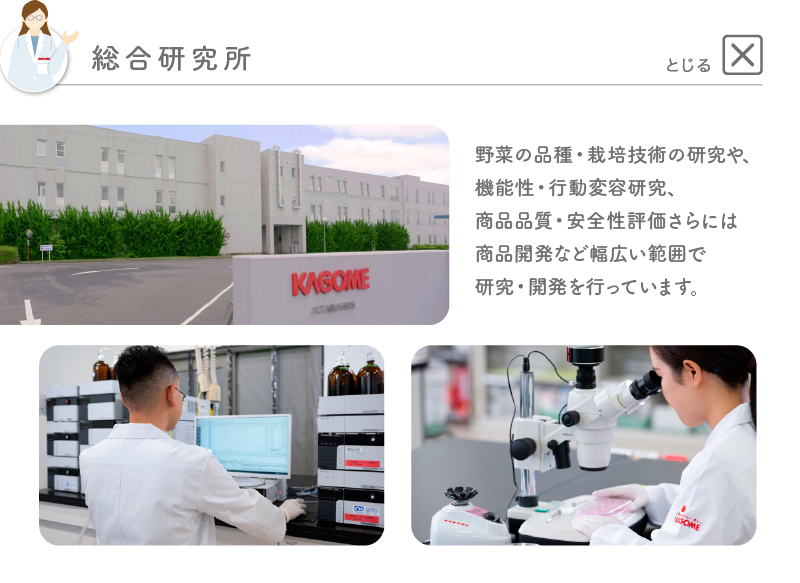 総合研究所
とじる
野菜の品種・栽培技術の研究や、
機能性・行動変容研究、
商品品質・安全性評価さらには
商品開発など幅広い範囲で
研究・開発を行っています。
KAGOME
KAGOME